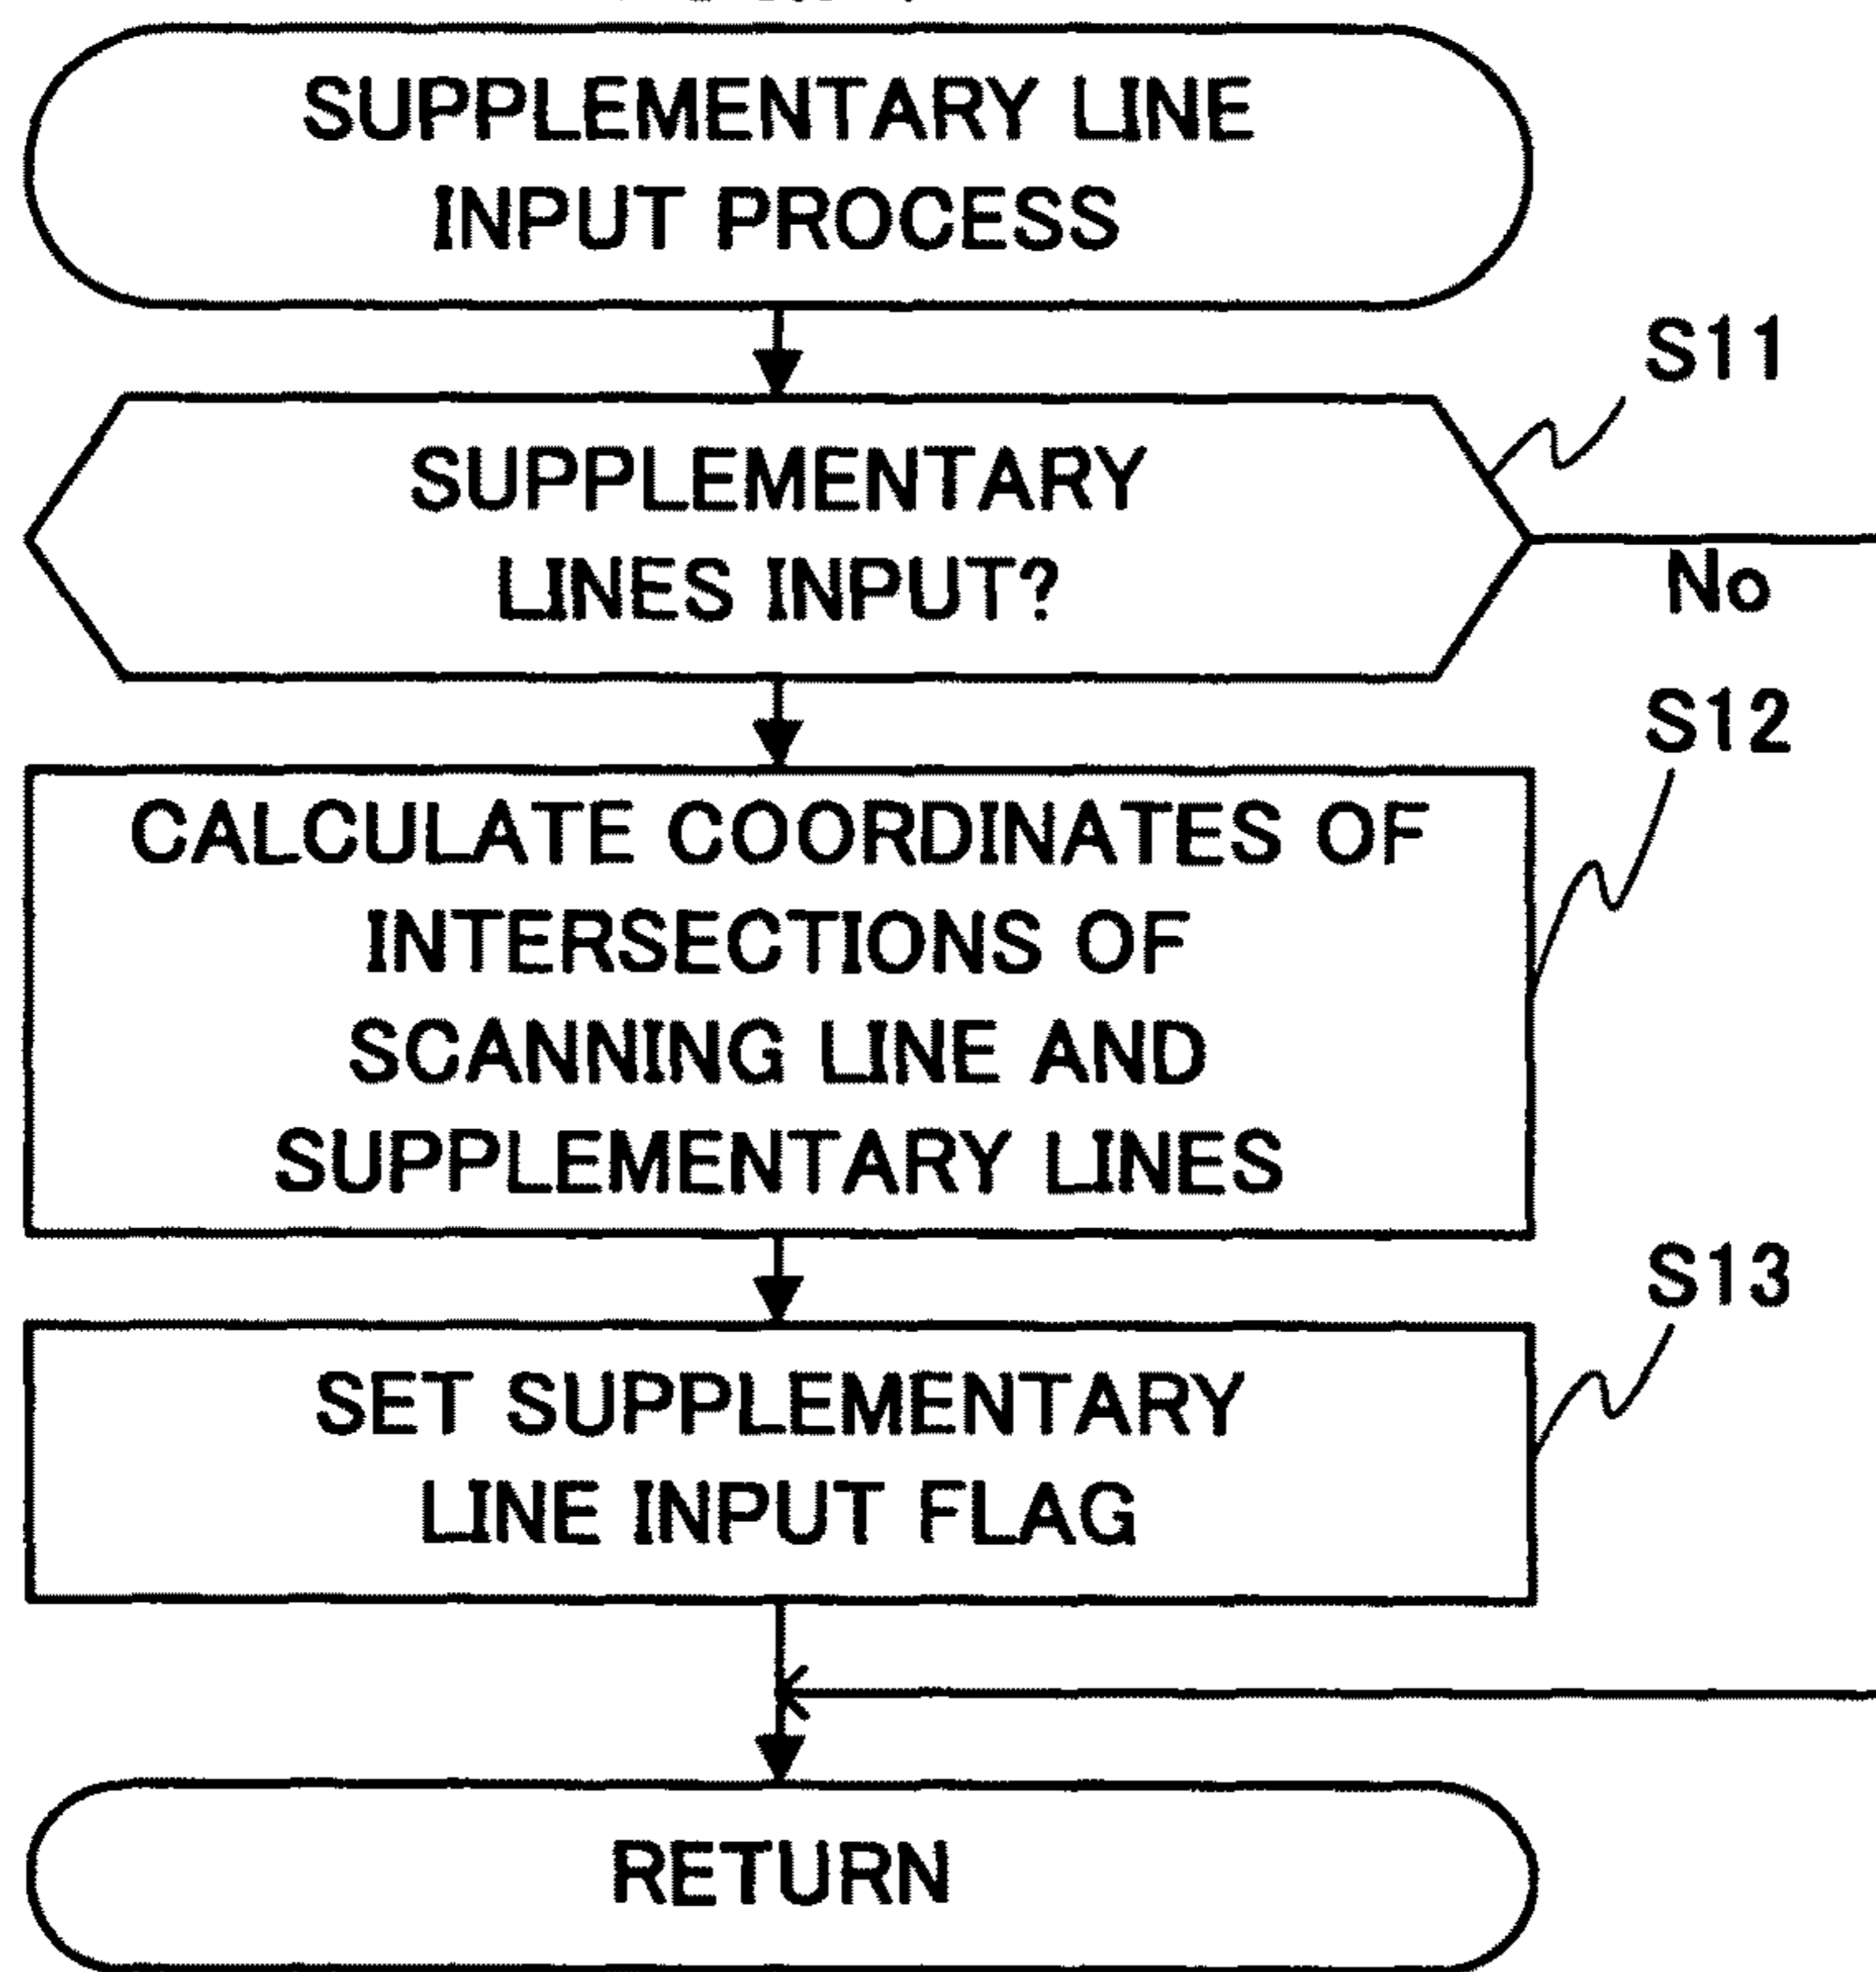 SUPPLEMENTARY LINE
INPUT PROCESS
S11
SUPPLEMENTARY
LINES INPUT?
No
S12
CALCULATE COORDINATES OF
INTERSECTIONS OF
SCANNING LINE AND
SUPPLEMENTARY LINES
S13
SET SUPPLEMENTARY
LINE INPUT FLAG
RETURN